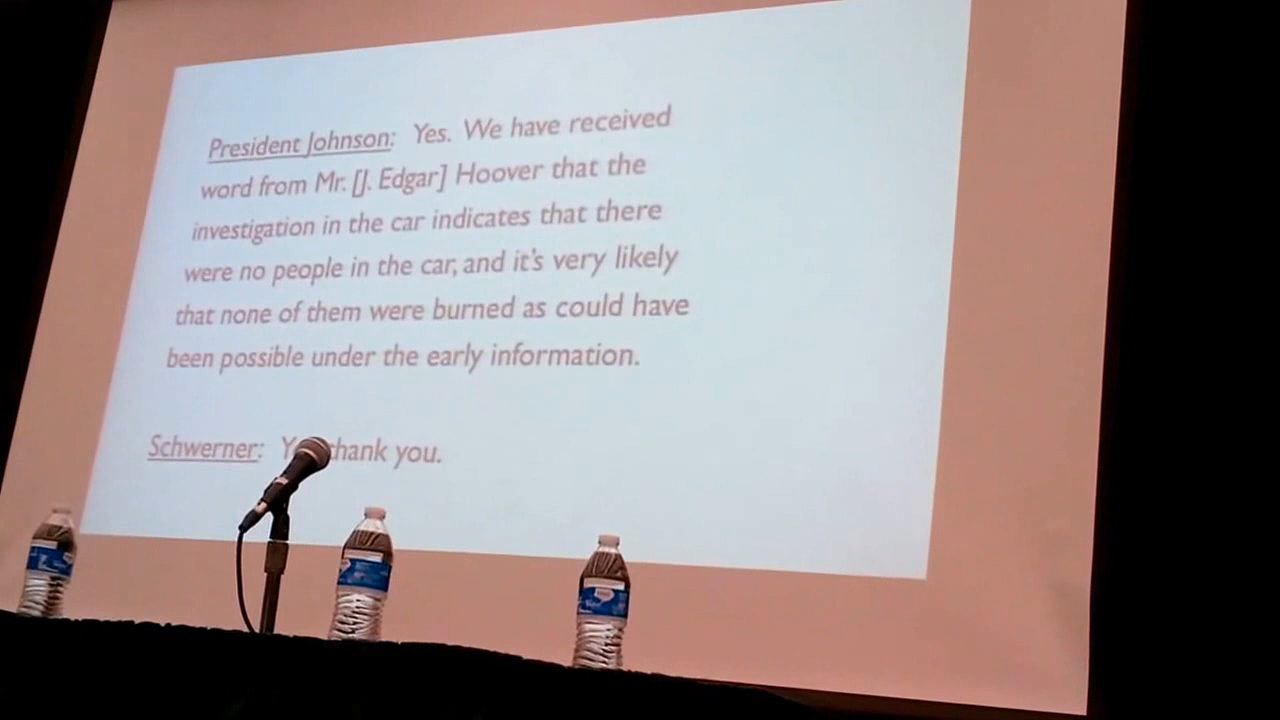 President Johnson: Yes. We have received
word from Mr. [J. Edgar] Hoover that the
investigation in the car indicates that there
were no people in the car, and it's very likely
that none of them were burned as could have
been possible under the early information.
Schwerner: thank you.